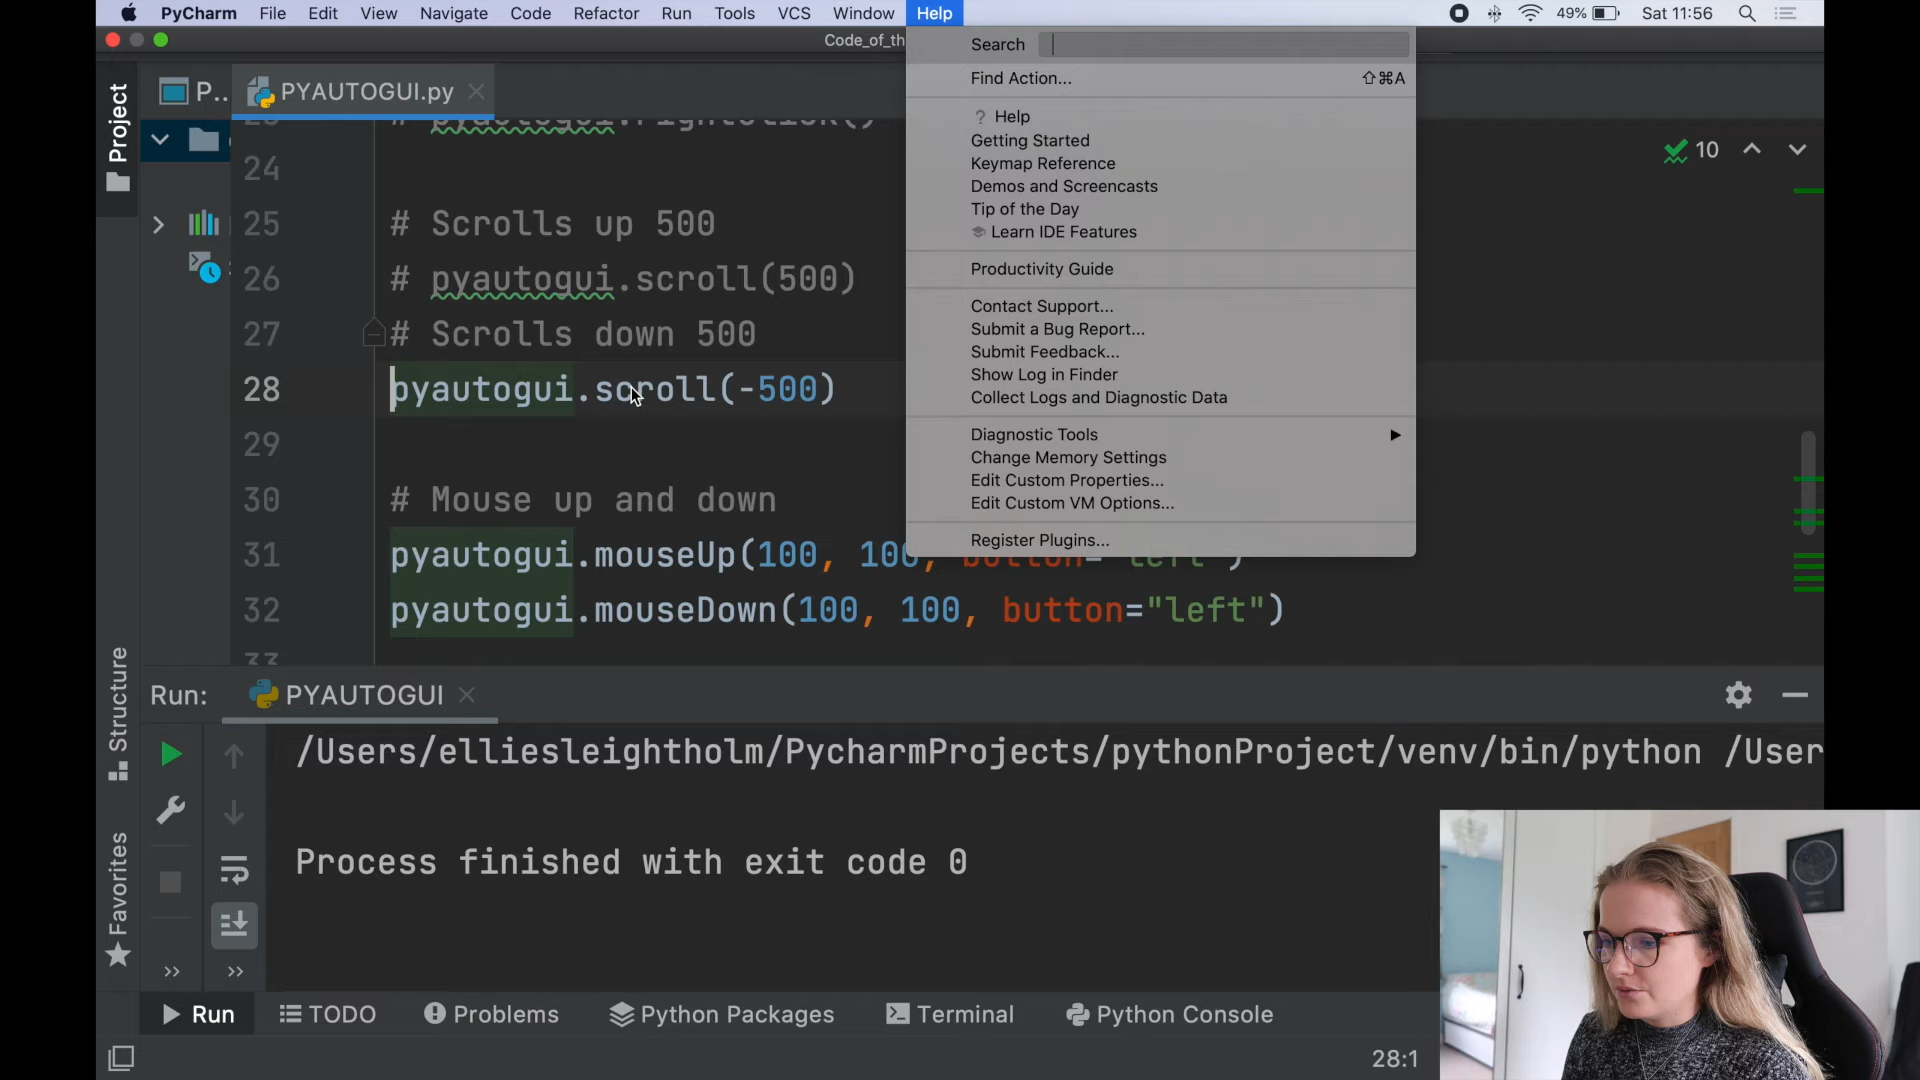 PyCharm File Edit View Navigate Code Refactor Run Tools VCS Window Help 49% Sat 11:56
Code_of_th
Search
Find Action... ⇧⌘A
? Help
Getting Started
Keymap Reference
Demos and Screencasts
Tip of the Day
Learn IDE Features
Productivity Guide
Contact Support...
Submit a Bug Report...
Submit Feedback...
Show Log in Finder
Collect Logs and Diagnostic Data
Diagnostic Tools
Change Memory Settings
Edit Custom Properties...
Edit Custom VM Options...
Register Plugins...
Project
P..
PYAUTOGUI.py
10
# pyautogui.rightClick()
24
25 # Scrolls up 500
26 # pyautogui.scroll(500)
27 # Scrolls down 500
28 pyautogui.scroll(-500)
29
30 # Mouse up and down
31 pyautogui.mouseUp(100, 100, button="left")
32 pyautogui.mouseDown(100, 100, button="left")
33
Structure
Favorites
Run: PYAUTOGUI
/Users/elliesleightholm/PycharmProjects/pythonProject/venv/bin/python /User
Process finished with exit code 0
Run TODO Problems Python Packages Terminal Python Console
28:1